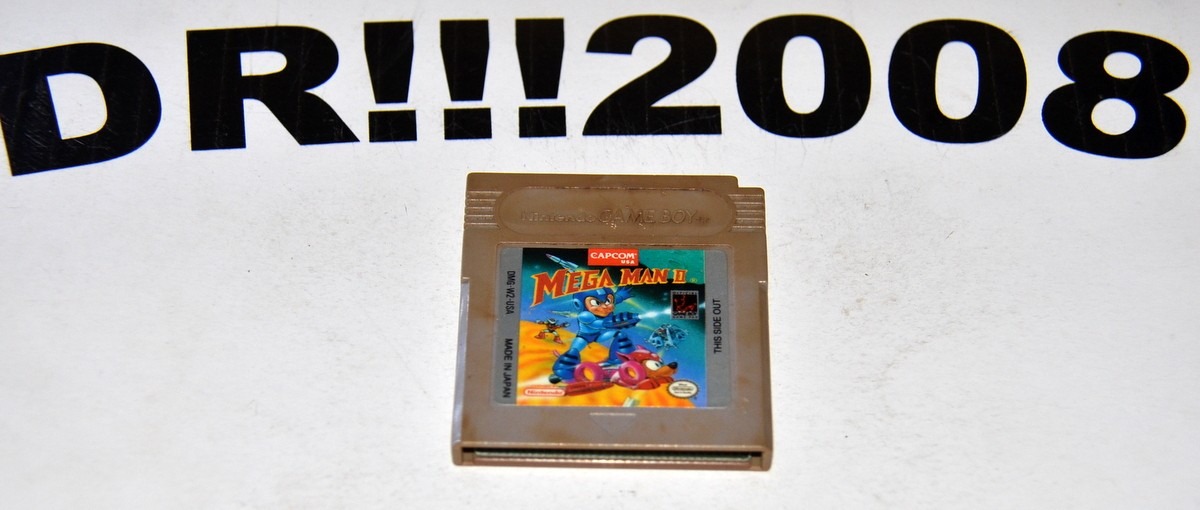 DR!!!2008
Nintendo GAME BOY
CAPCOM
USA
MEGA MAN II
DMG-WZ-USA
MADE IN JAPAN
THIS SIDE OUT
Nintendo